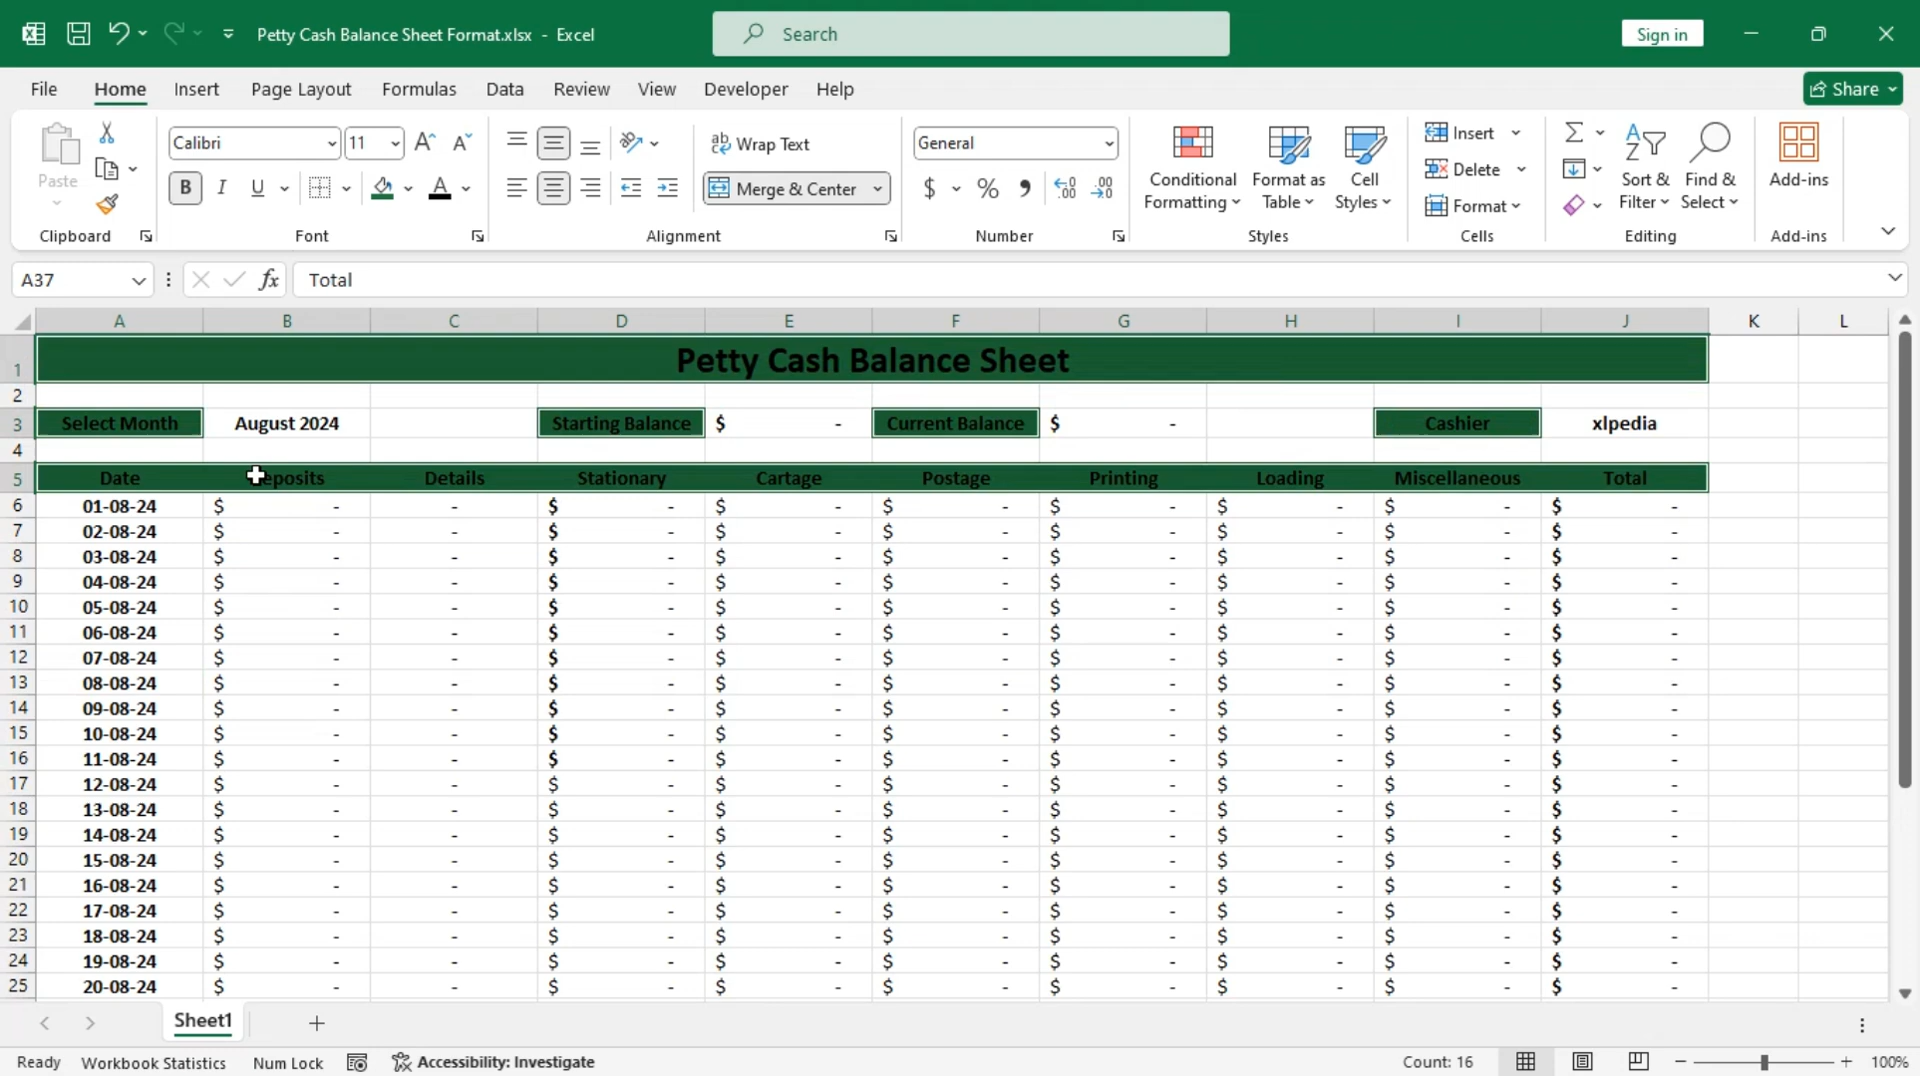 Petty Cash Balance Sheet Format.xlsx - Excel
Search
Sign in
File Home Insert Page Layout Formulas Data Review View Developer Help
Share
Paste
Clipboard
Calibri 11
B I U A
Font
Wrap Text
Merge & Center
Alignment
General
$ %
Number
Conditional Formatting
Format as Table
Cell Styles
Styles
Insert
Delete
Format
Cells
Sort & Filter
Find & Select
Editing
Add-ins
Add-ins
A37 fx Total
A B C D E F G H I J K L
1 Petty Cash Balance Sheet
2
3 Select Month August 2024 Starting Balance $ - Current Balance $ - Cashier xlpedia
4
5 Date Deposits Details Stationary Cartage Postage Printing Loading Miscellaneous Total
6 01-08-24 $ - - $ - $ - $ - $ - $ - $ - $ -
7 02-08-24 $ - - $ - $ - $ - $ - $ - $ - $ -
8 03-08-24 $ - - $ - $ - $ - $ - $ - $ - $ -
9 04-08-24 $ - - $ - $ - $ - $ - $ - $ - $ -
10 05-08-24 $ - - $ - $ - $ - $ - $ - $ - $ -
11 06-08-24 $ - - $ - $ - $ - $ - $ - $ - $ -
12 07-08-24 $ - - $ - $ - $ - $ - $ - $ - $ -
13 08-08-24 $ - - $ - $ - $ - $ - $ - $ - $ -
14 09-08-24 $ - - $ - $ - $ - $ - $ - $ - $ -
15 10-08-24 $ - - $ - $ - $ - $ - $ - $ - $ -
16 11-08-24 $ - - $ - $ - $ - $ - $ - $ - $ -
17 12-08-24 $ - - $ - $ - $ - $ - $ - $ - $ -
18 13-08-24 $ - - $ - $ - $ - $ - $ - $ - $ -
19 14-08-24 $ - - $ - $ - $ - $ - $ - $ - $ -
20 15-08-24 $ - - $ - $ - $ - $ - $ - $ - $ -
21 16-08-24 $ - - $ - $ - $ - $ - $ - $ - $ -
22 17-08-24 $ - - $ - $ - $ - $ - $ - $ - $ -
23 18-08-24 $ - - $ - $ - $ - $ - $ - $ - $ -
24 19-08-24 $ - - $ - $ - $ - $ - $ - $ - $ -
25 20-08-24 $ - - $ - $ - $ - $ - $ - $ - $ -
Sheet1
Ready Workbook Statistics Num Lock Accessibility: Investigate Count: 16 100%